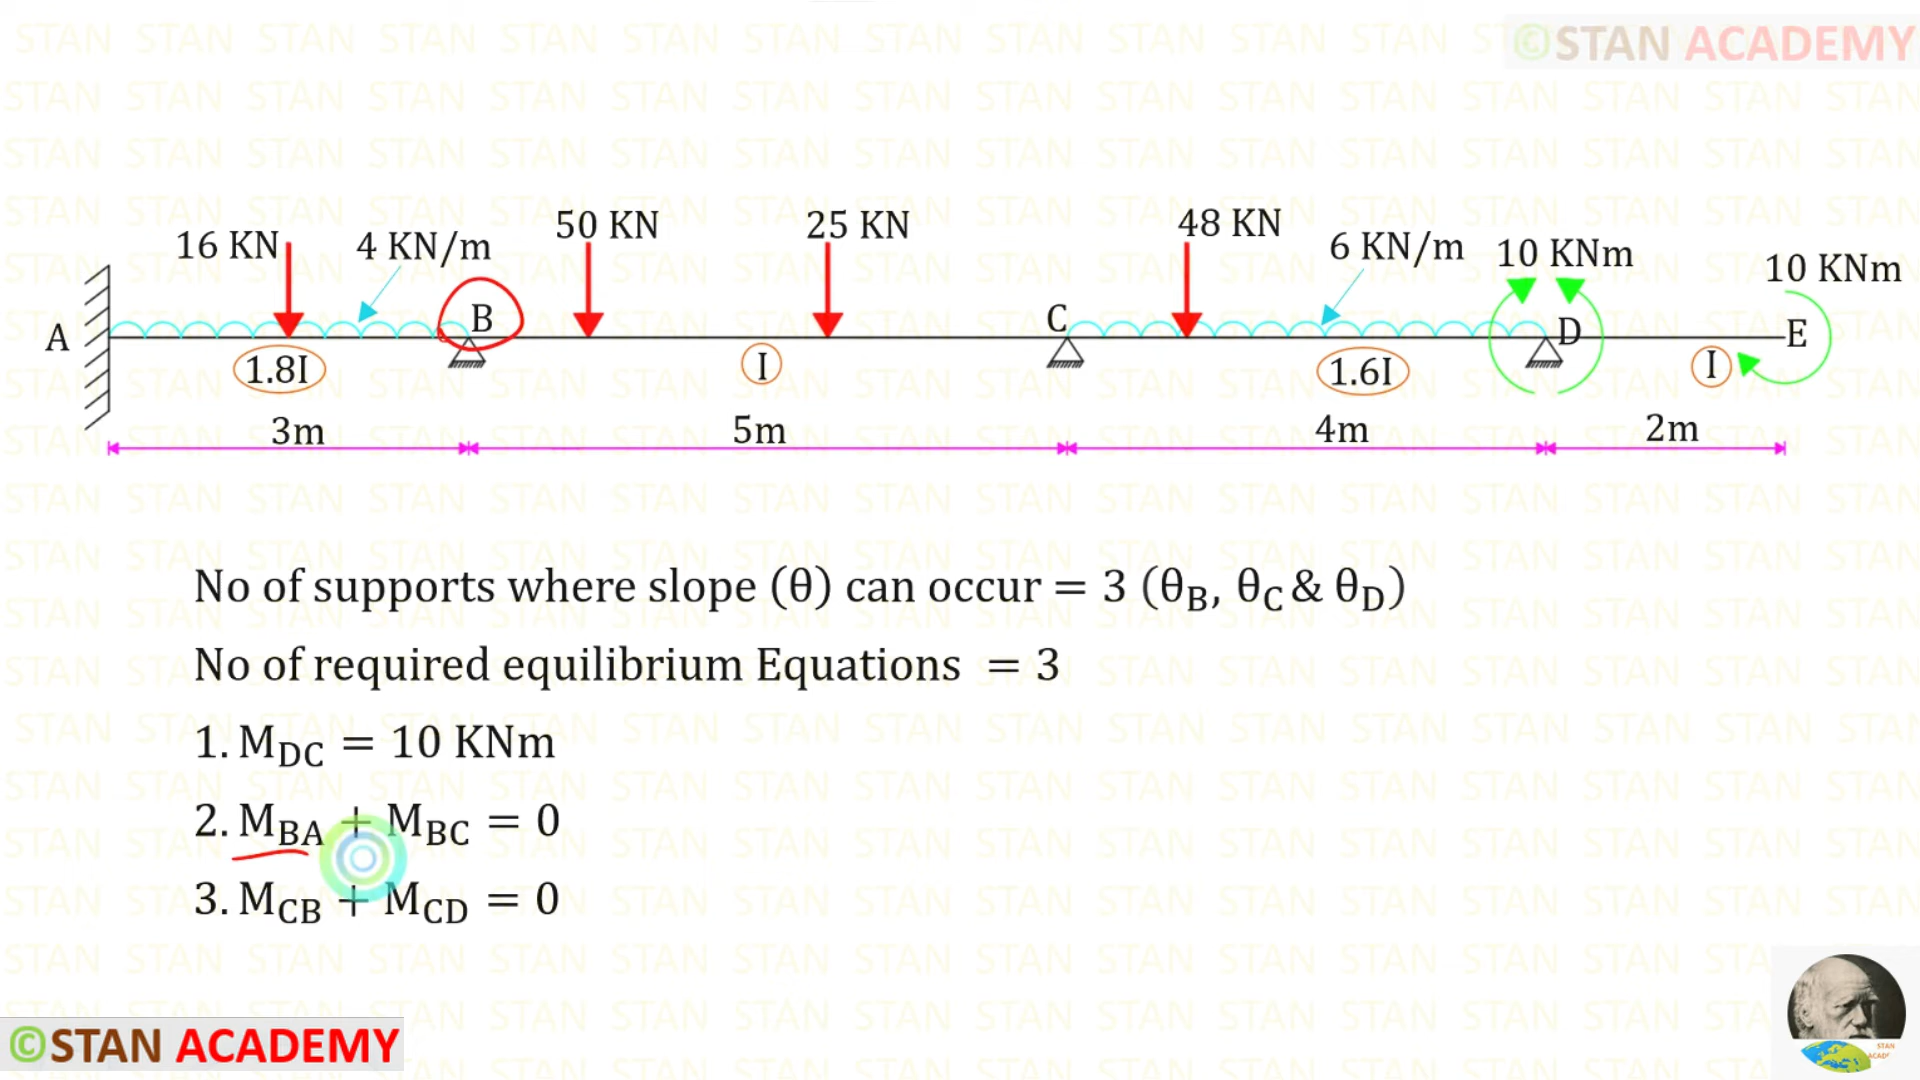 ©STAN ACADEMY
16 KN
4 KN/m
50 KN
25 KN
48 KN
6 KN/m
10 KNm
10 KNm
A
B
C
D
E
1.8I
I
1.6I
I
3m
5m
4m
2m
No of supports where slope (θ) can occur = 3 (θB, θC & θD)
No of required equilibrium Equations = 3
1. MDC = 10 KNm
2. MBA + MBC = 0
3. MCB + MCD = 0
©STAN ACADEMY